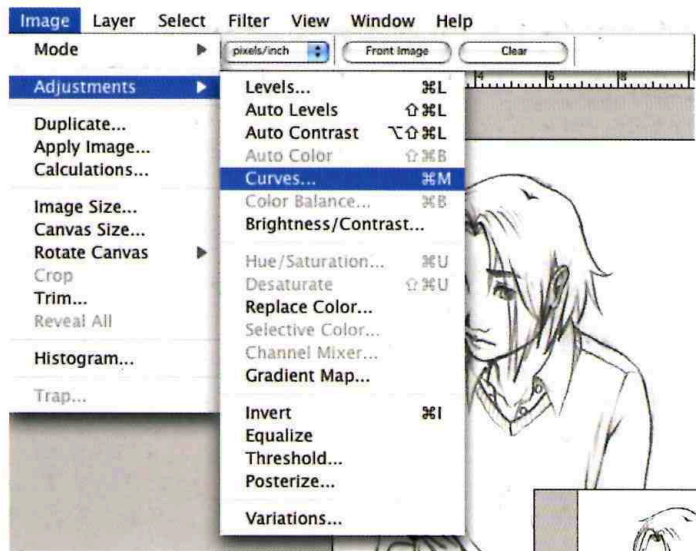 Image Layer Select Filter View Window Help
pixels/inch Front Image Clear
Mode
Adjustments
Duplicate...
Apply Image...
Calculations...
Image Size...
Canvas Size...
Rotate Canvas
Crop
Trim...
Reveal All
Histogram...
Trap...
Levels... ⌘L
Auto Levels ⇧⌘L
Auto Contrast ⌥⇧⌘L
Auto Color ⇧⌘B
Curves... ⌘M
Color Balance... ⌘B
Brightness/Contrast...
Hue/Saturation... ⌘U
Desaturate ⇧⌘U
Replace Color...
Selective Color...
Channel Mixer...
Gradient Map...
Invert ⌘I
Equalize
Threshold...
Posterize...
Variations...
4 6 8